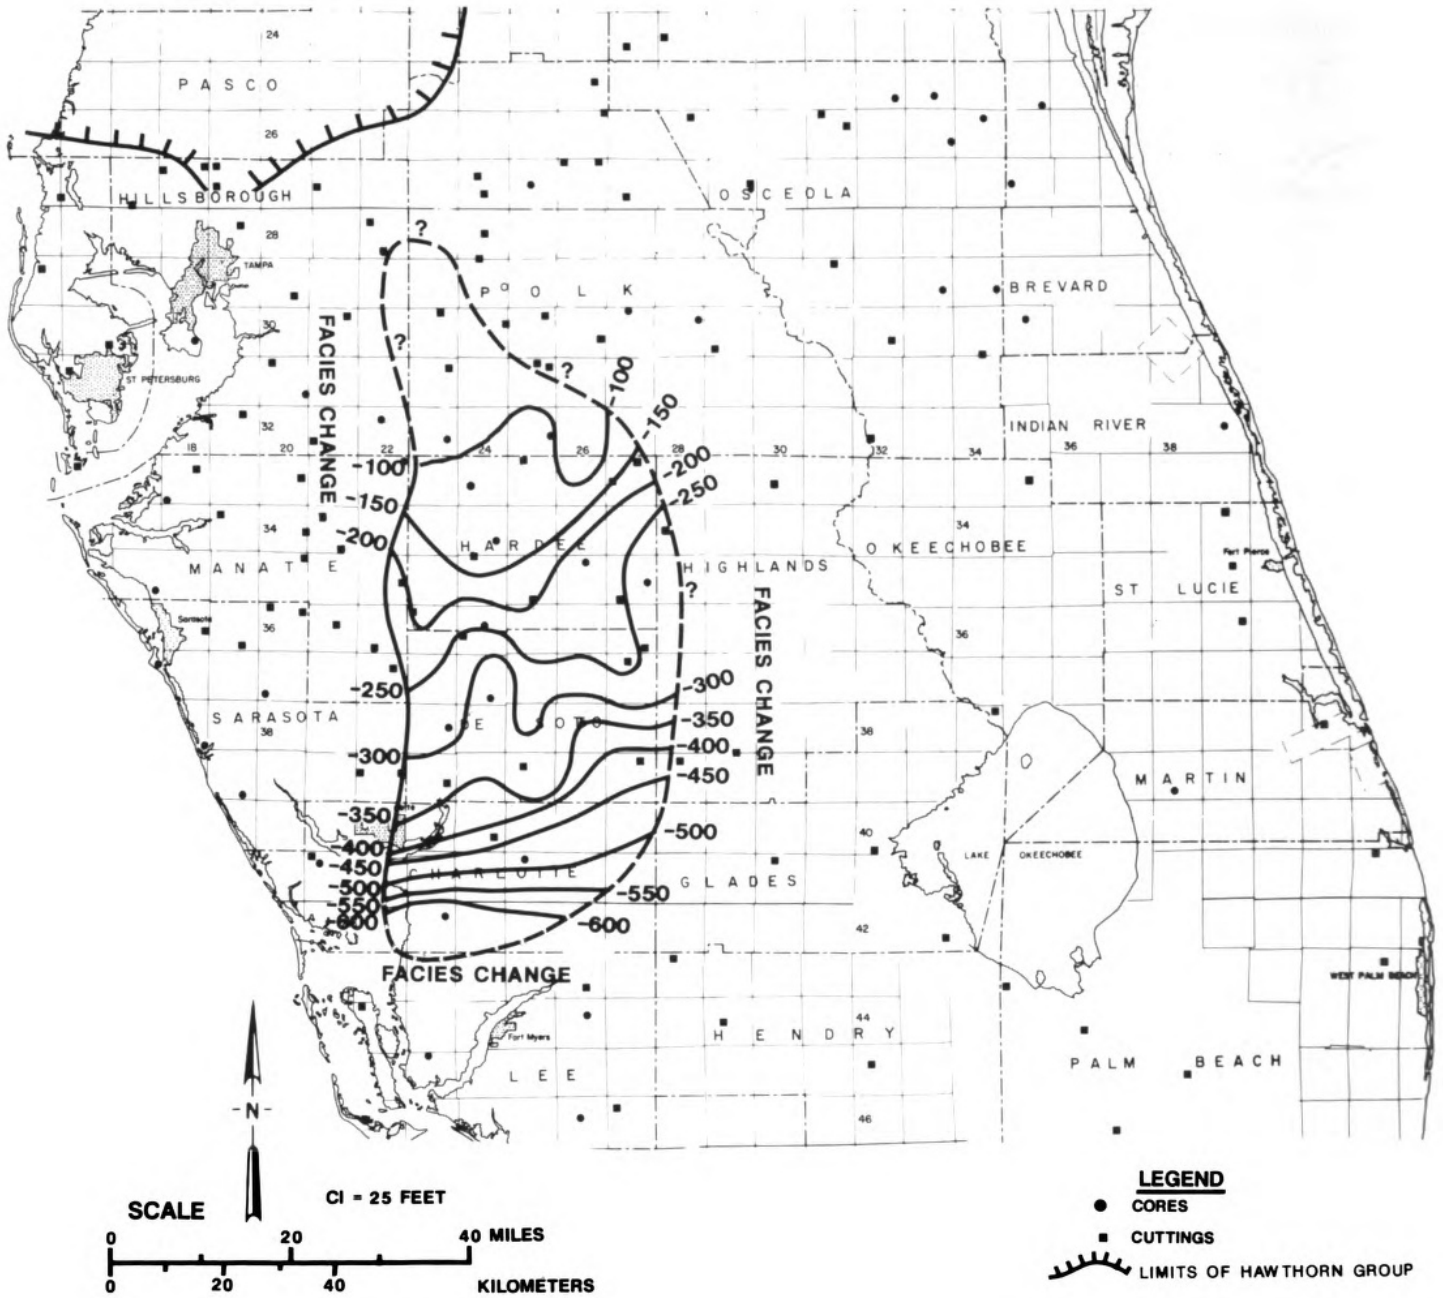 24
PASCO
26
HILLSBOROUGH
OSCEOLA
?
28
TAMPA
POLK
BREVARD
30
?
FACIES CHANGE
ST PETERSBURG
?
-100
-150
32
INDIAN RIVER
18
20
22
24
26
28
30
32
34
36
38
-100
-200
-150
-250
34
34
-200
HARDEE
OKEECHOBEE
MANATE
HIGHLANDS
Fort Pierce
?
ST LUCIE
FACIES CHANGE
Sarasota
36
36
-250
-300
SARASOTA
DE SOTO
-350
38
38
-400
-300
-450
MARTIN
-350
-500
40
-400
LAKE OKEECHOBEE
-450
CHARLOTTE
GLADES
-500
-550
-550
-600
-600
42
FACIES CHANGE
WEST PALM BEACH
44
HENDRY
Fort Myers
PALM BEACH
LEE
-N-
46
LEGEND
CI = 25 FEET
SCALE
CORES
0 20 40 MILES
CUTTINGS
0 20 40 KILOMETERS
LIMITS OF HAWTHORN GROUP